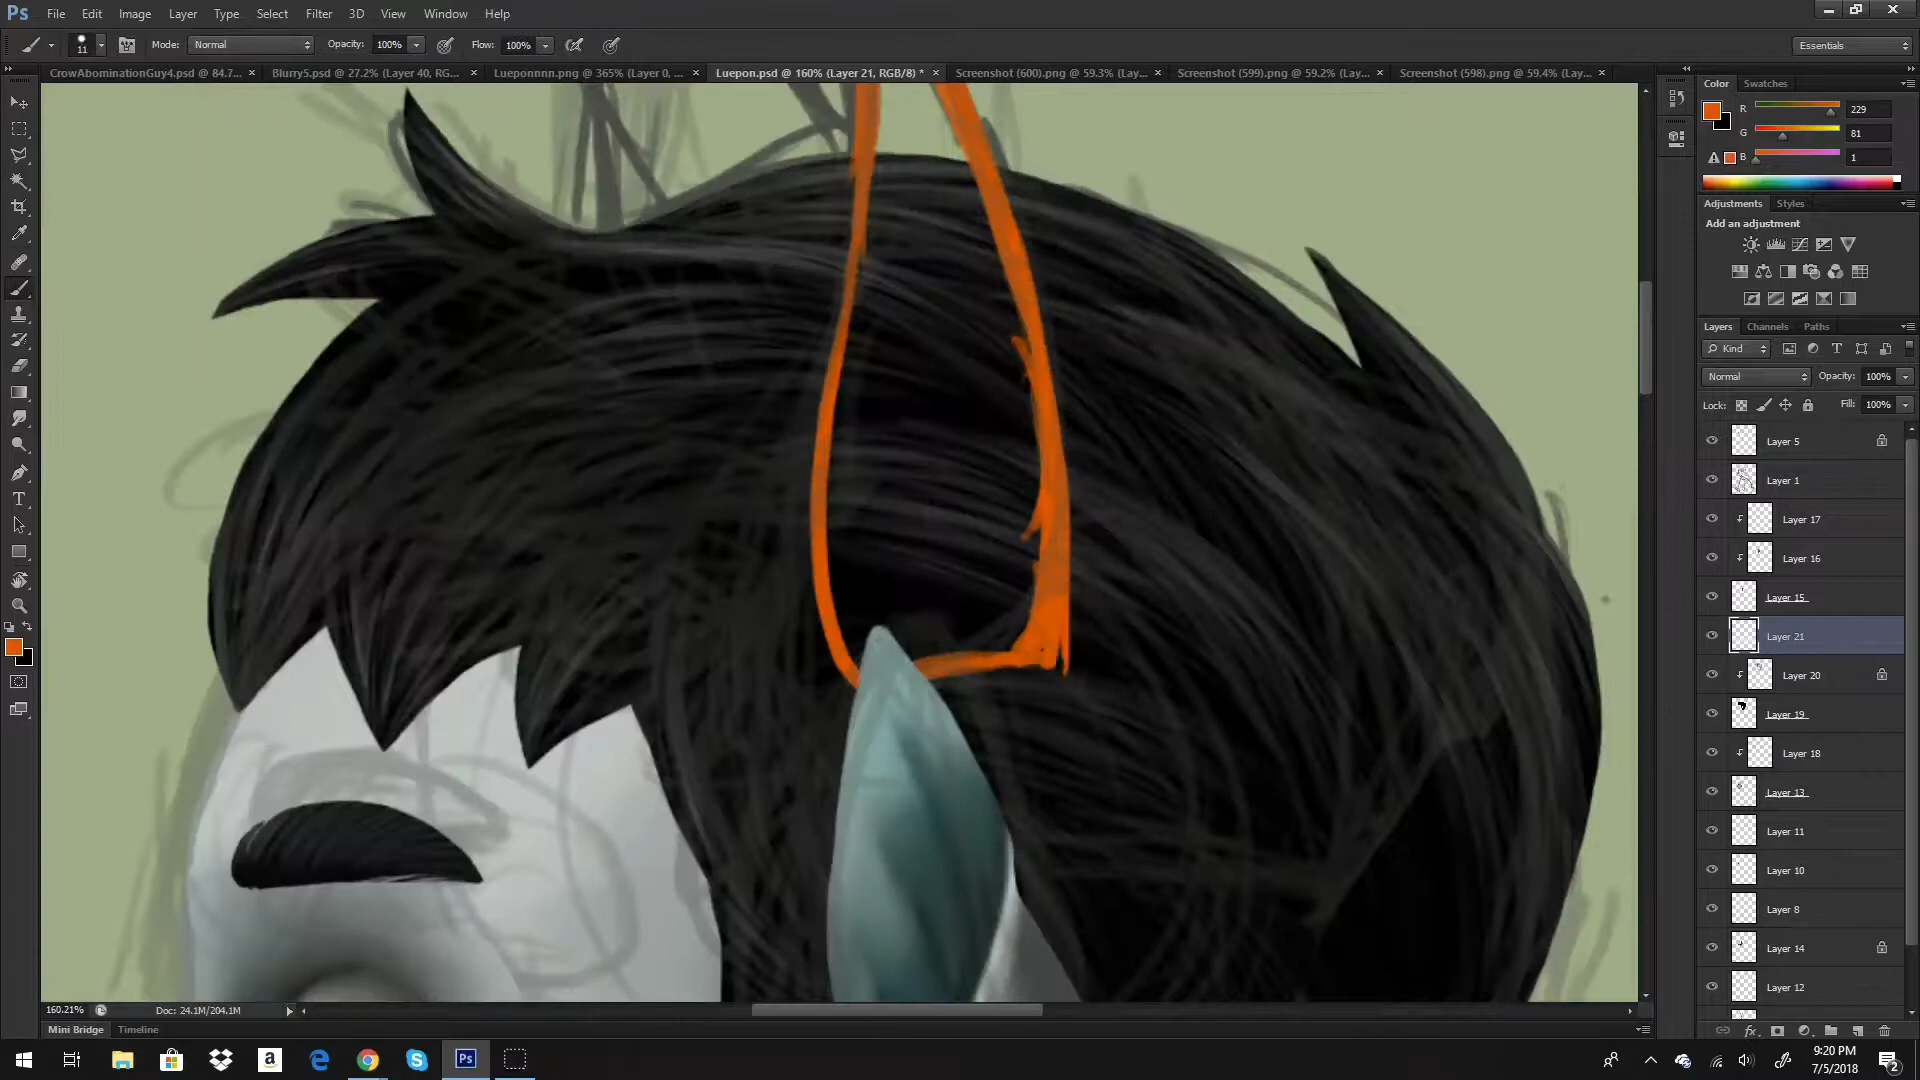 Ps File Edit Image Layer Type Select Filter 3D View Window Help
11 Mode: Normal Opacity: 100% Flow: 100% Essentials
CrowAbominationGuy4.psd @ 84.7... × Blurry5.psd @ 27.2% (Layer 40, RG... × Lueponnnn.png @ 365% (Layer 0, ... × Luepon.psd @ 160% (Layer 21, RGB/8) * × Screenshot (600).png @ 59.3% (Lay... × Screenshot (599).png @ 59.2% (Lay... × Screenshot (598).png @ 59.4% (Lay... ×
Color Swatches
R 229
G 81
B 1
Adjustments Styles
Add an adjustment
Layers Channels Paths
Kind
Normal Opacity: 100%
Lock: Fill: 100%
Layer 5
Layer 1
Layer 17
Layer 16
Layer 15
Layer 21
Layer 20
Layer 19
Layer 18
Layer 13
Layer 11
Layer 10
Layer 8
Layer 14
Layer 12
160.21% Doc: 24.1M/204.1M
Mini Bridge Timeline
9:20 PM
7/5/2018
2